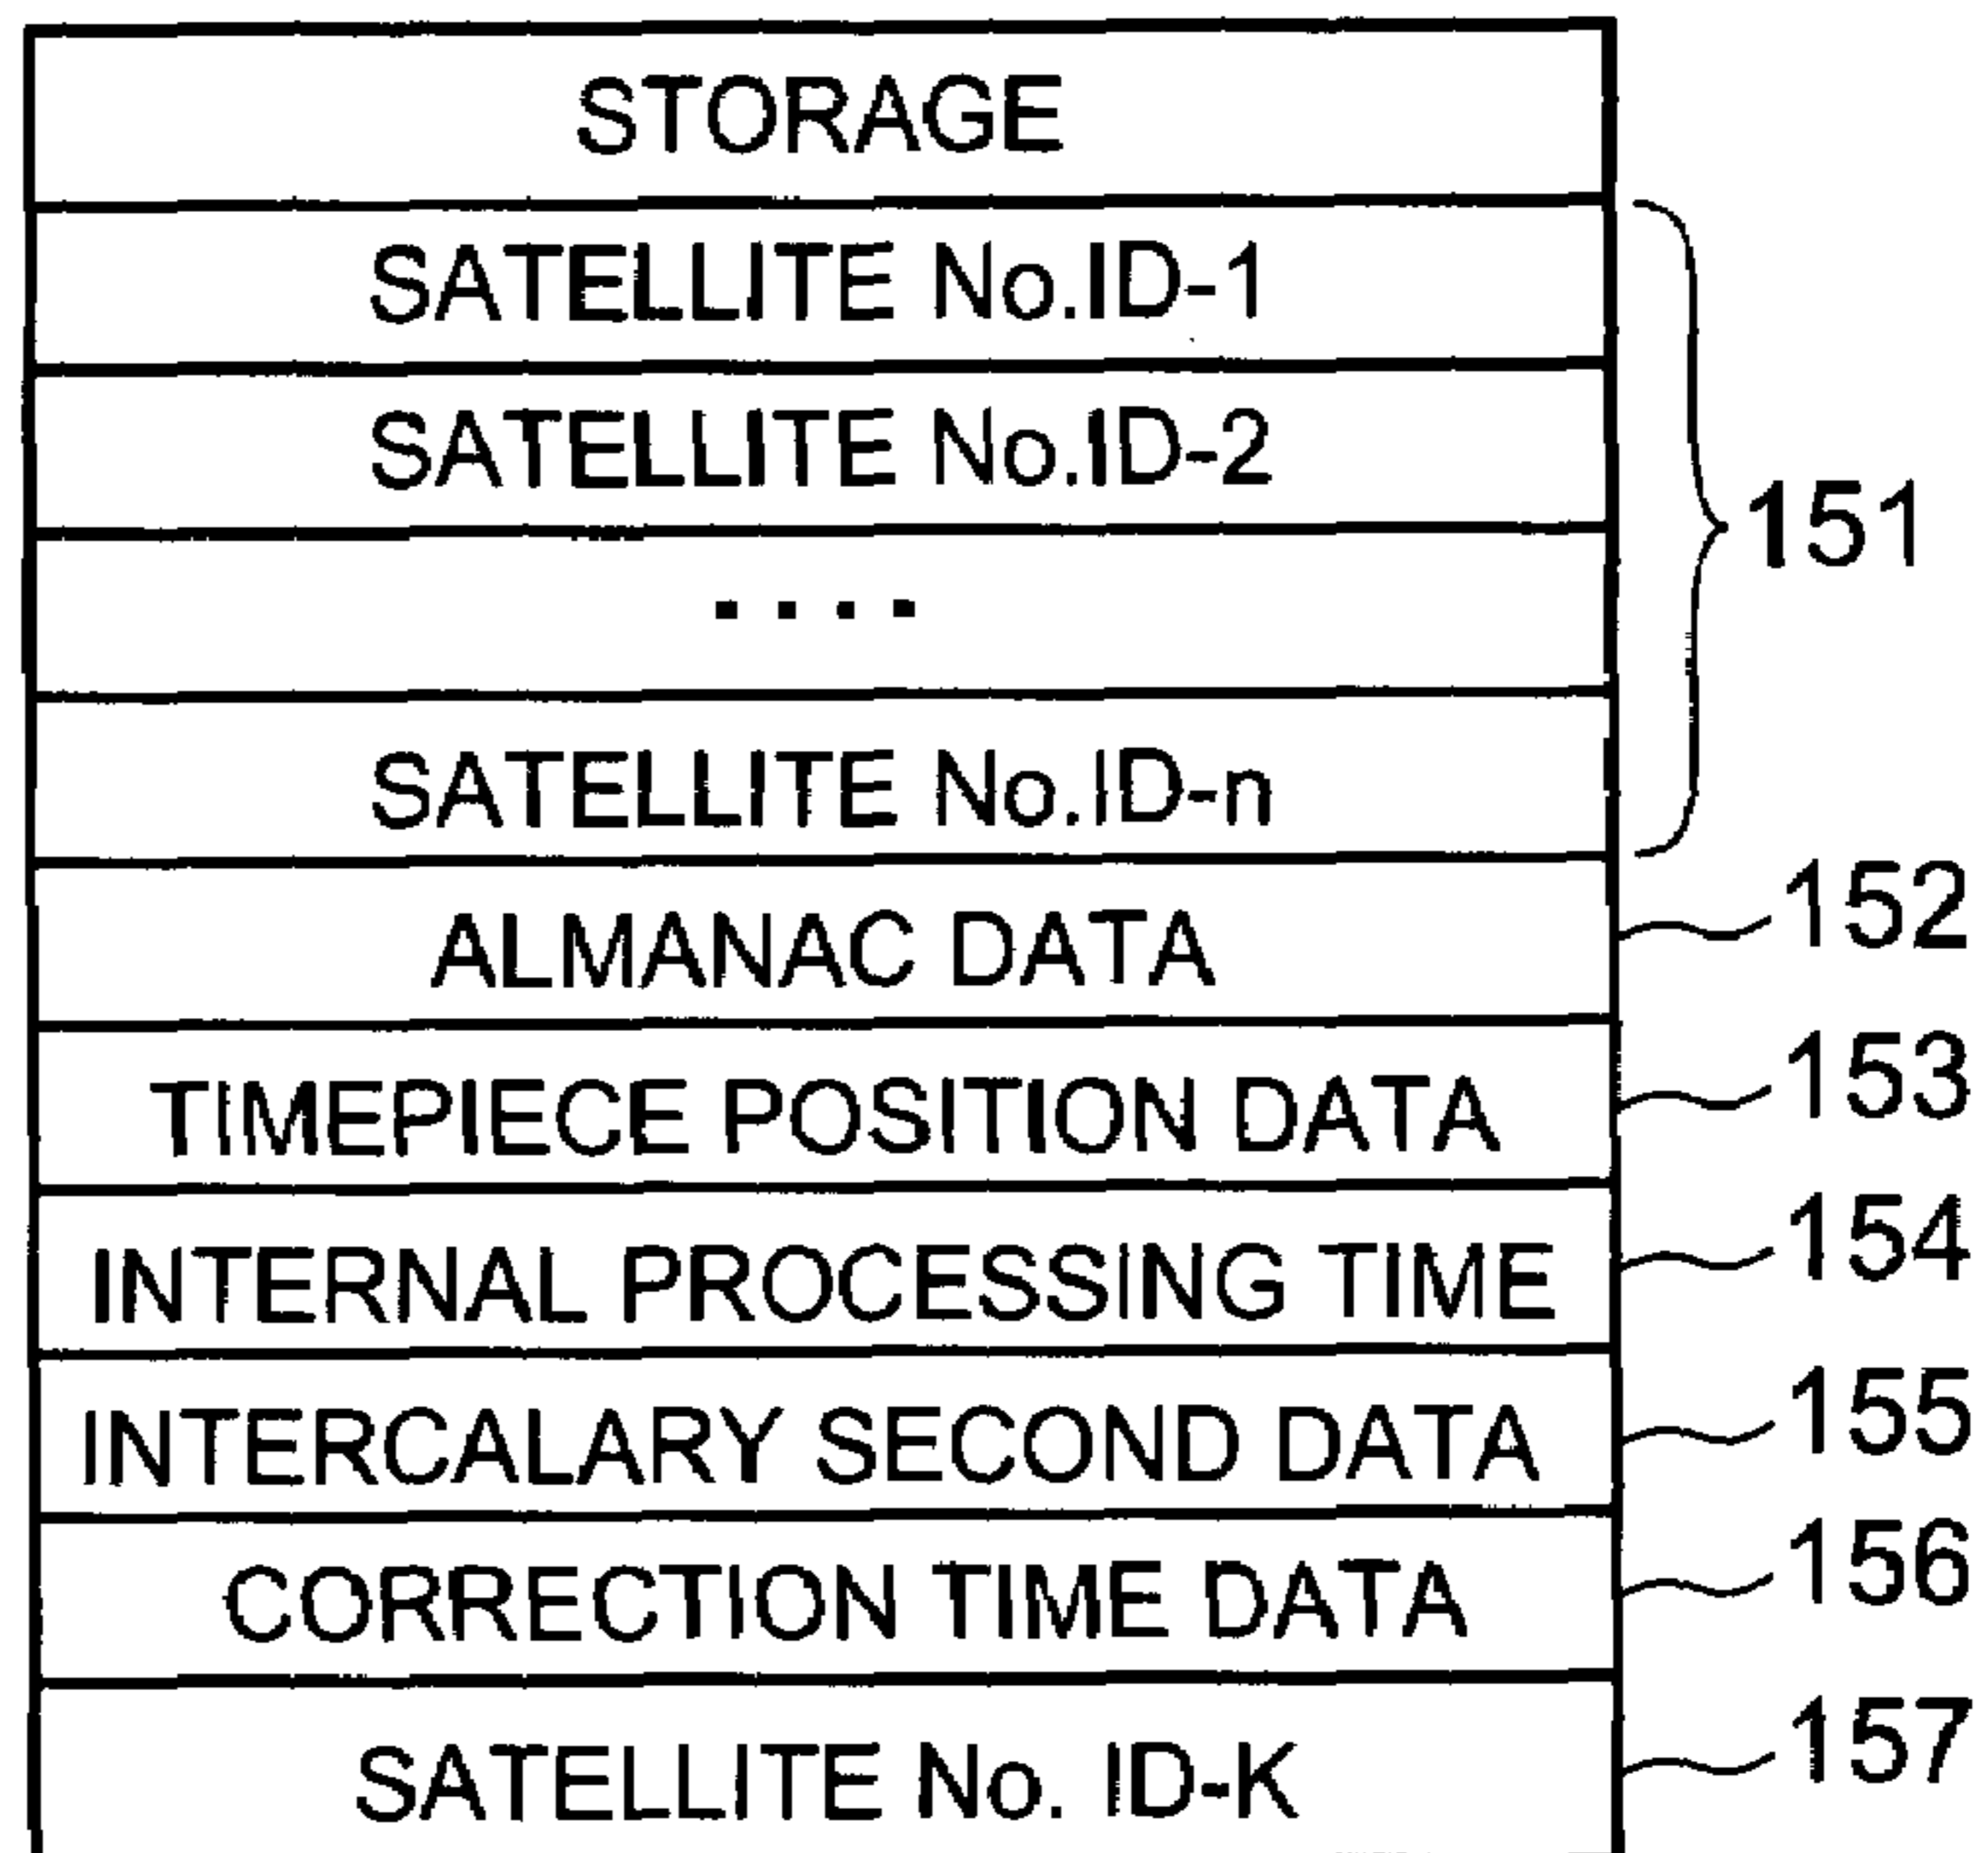 STORAGE
SATELLITE No.ID-1
SATELLITE No.ID-2
....
SATELLITE No.ID-n
151
ALMANAC DATA 152
TIMEPIECE POSITION DATA 153
INTERNAL PROCESSING TIME 154
INTERCALARY SECOND DATA 155
CORRECTION TIME DATA 156
SATELLITE No. ID-K 157